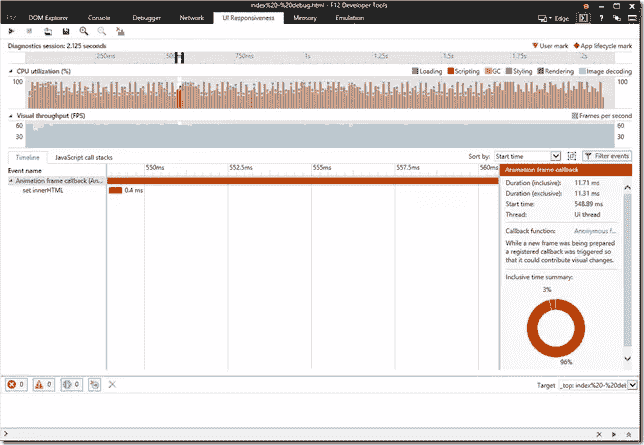 index%20-%20debug.html - F12 Developer Tools
F12 DOM Explorer Console Debugger Network UI Responsiveness Memory Emulation Edge
Diagnostics session: 2.125 seconds User mark App lifecycle mark
250ms 500ms 750ms 1s 1.25s 1.5s 1.75s 2s
CPU utilization (%) Loading Scripting GC Styling Rendering Image decoding
100 100
Visual throughput (FPS) Frames per second
60 60
30 30
Timeline JavaScript call stacks Sort by: Start time Filter events
Event name 550ms 552.5ms 555ms 557.5ms 560ms
Animation frame callback (An... 
set innerHTML 0.4 ms
Animation frame callback
Duration (inclusive): 11.71 ms
Duration (exclusive): 11.31 ms
Start time: 548.89 ms
Thread: UI thread
Callback function: Anonymous f...
While a new frame was being prepared
a registered callback was triggered so
that it could contribute visual changes.
Inclusive time summary:
3%
96%
0 0 0 Target _top: index%20-%20del